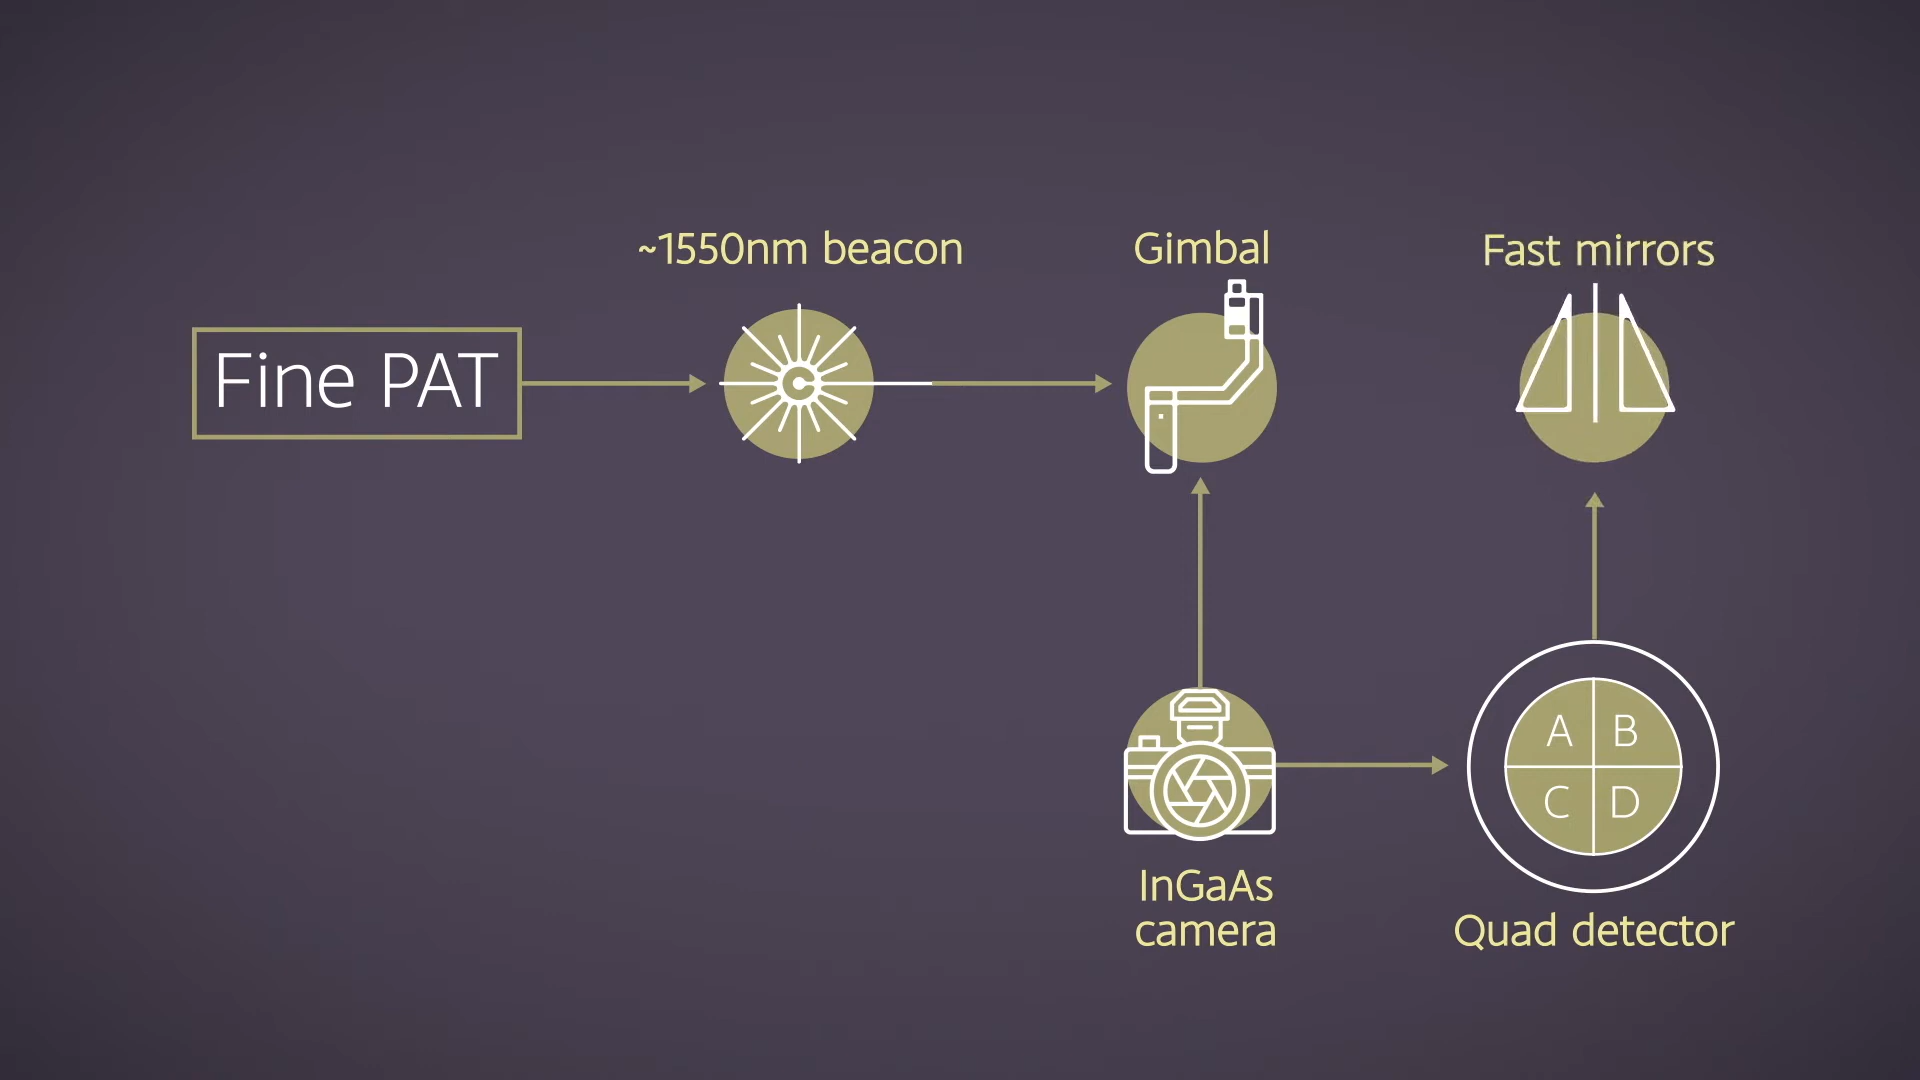 ~1550nm beacon
Gimbal
Fast mirrors
Fine PAT
A B
C D
InGaAs
camera
Quad detector